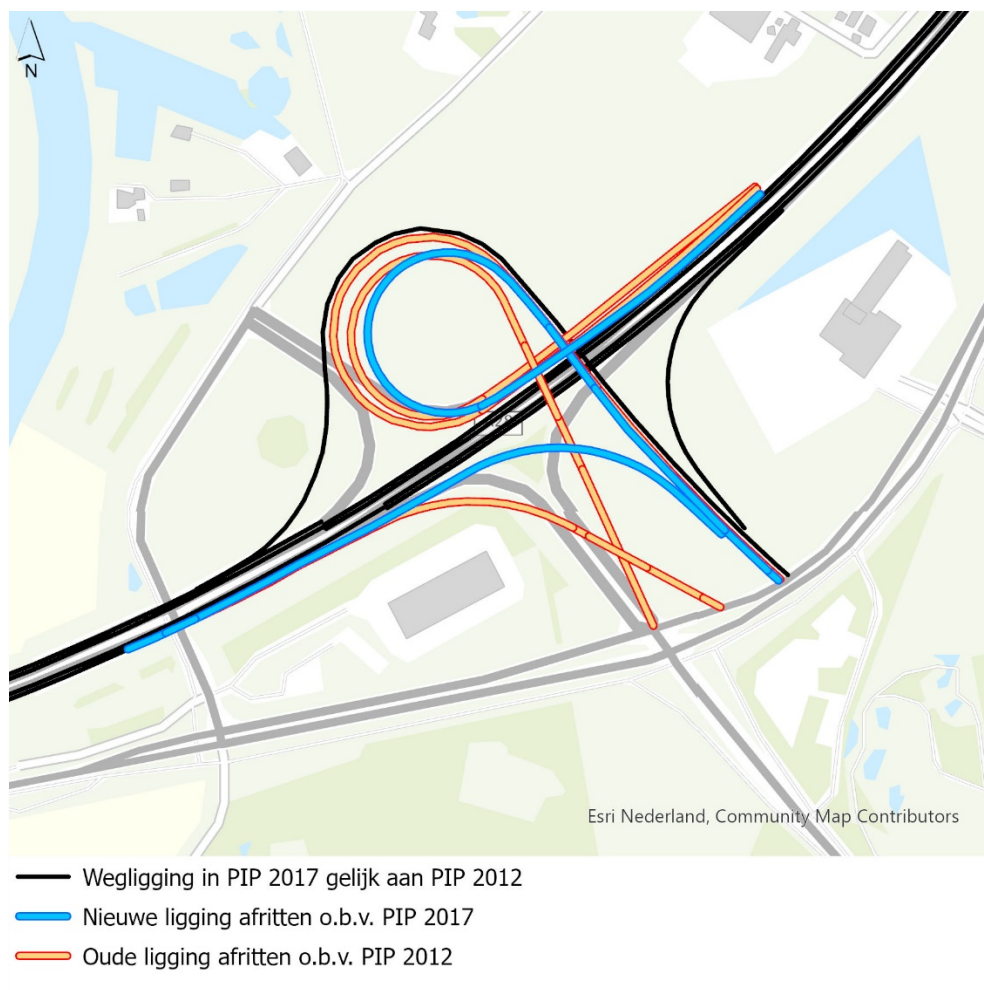 N
Esri Nederland, Community Map Contributors
Wegligging in PIP 2017 gelijk aan PIP 2012
Nieuwe ligging afritten o.b.v. PIP 2017
Oude ligging afritten o.b.v. PIP 2012